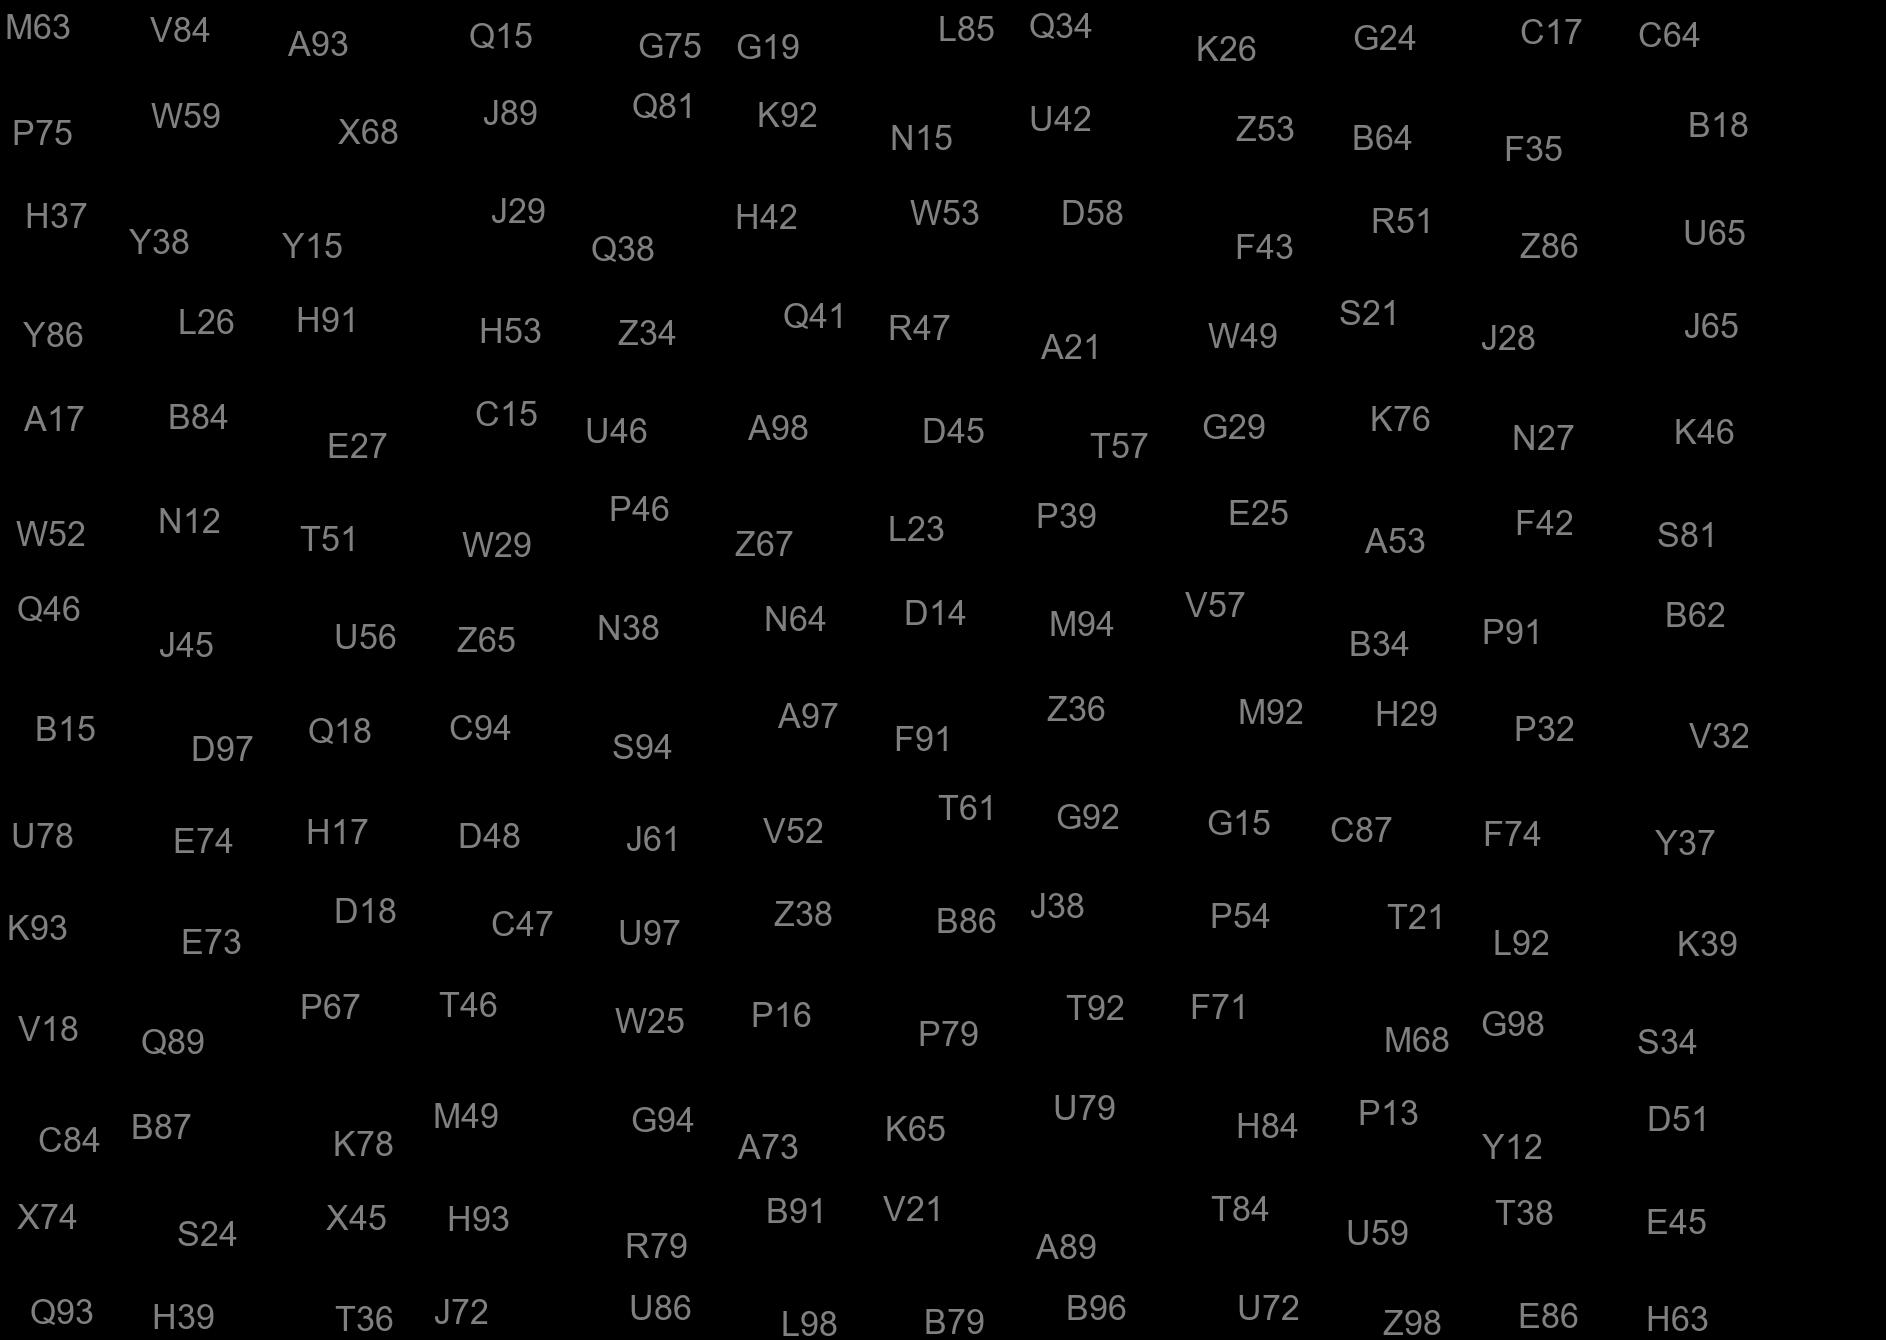 M63 V84 A93 Q15 G75 G19 L85 Q34 K26 G24 C17 C64
P75 W59 X68 J89 Q81 K92 N15 U42 Z53 B64 F35 B18
H37 Y38 Y15 J29 Q38 H42 W53 D58 F43 R51 Z86 U65
Y86 L26 H91 H53 Z34 Q41 R47 A21 W49 S21 J28 J65
A17 B84 E27 C15 U46 A98 D45 T57 G29 K76 N27 K46
W52 N12 T51 W29 P46 Z67 L23 P39 E25 A53 F42 S81
Q46 J45 U56 Z65 N38 N64 D14 M94 V57 B34 P91 B62
B15 D97 Q18 C94 S94 A97 F91 Z36 M92 H29 P32 V32
U78 E74 H17 D48 J61 V52 T61 G92 G15 C87 F74 Y37
K93 E73 D18 C47 U97 Z38 B86 J38 P54 T21 L92 K39
V18 Q89 P67 T46 W25 P16 P79 T92 F71 M68 G98 S34
C84 B87 K78 M49 G94 A73 K65 U79 H84 P13 Y12 D51
X74 S24 X45 H93 R79 B91 V21 A89 T84 U59 T38 E45
Q93 H39 T36 J72 U86 L98 B79 B96 U72 Z98 E86 H63